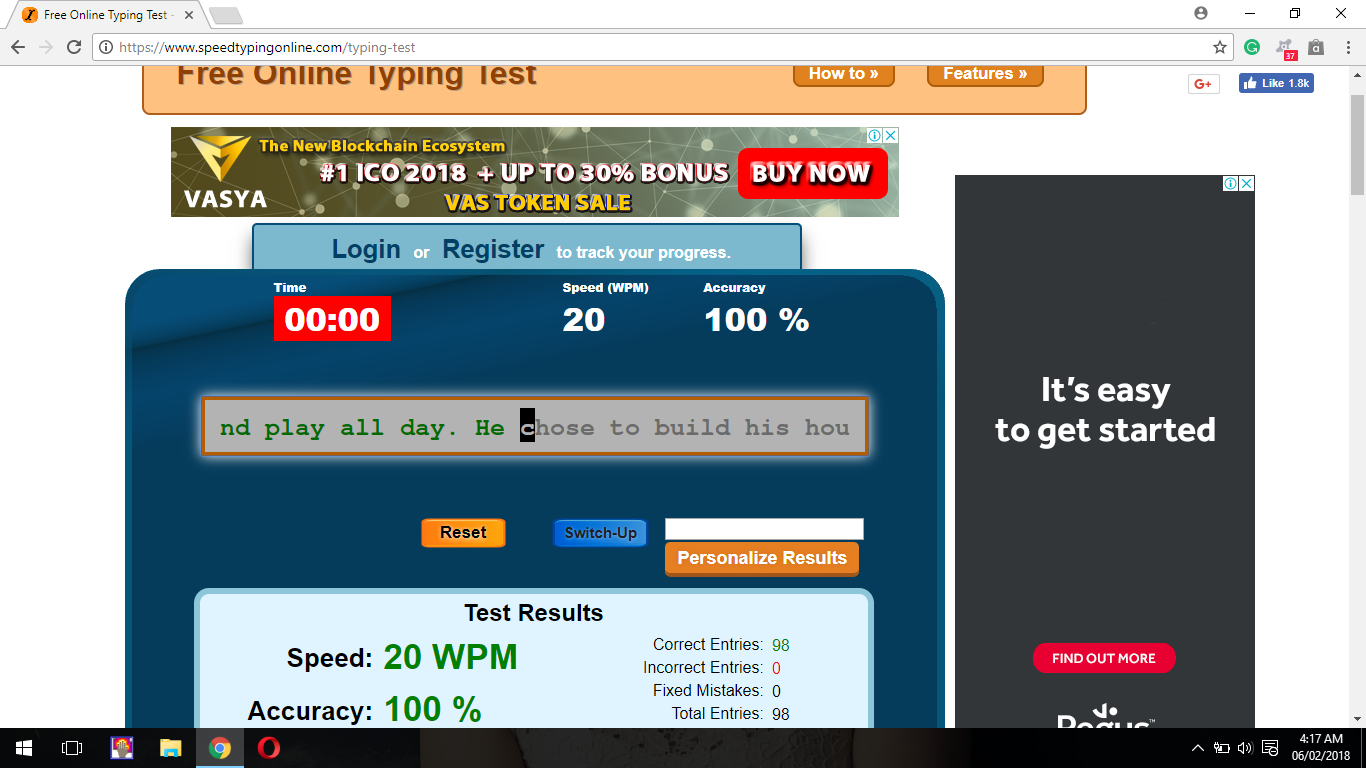 Free Online Typing Test -
https://www.speedtypingonline.com/typing-test
37
Free Online Typing Test
How to »
Features »
G+
Like 1.8k
The New Blockchain Ecosystem
#1 ICO 2018 + UP TO 30% BONUS
BUY NOW
VASYA
VAS TOKEN SALE
Login or Register to track your progress.
Time
Speed (WPM)
Accuracy
00:00
20
100 %
nd play all day. He chose to build his hou
Reset
Switch-Up
Personalize Results
Test Results
Speed: 20 WPM
Accuracy: 100 %
Correct Entries: 98
Incorrect Entries: 0
Fixed Mistakes: 0
Total Entries: 98
It's easy
to get started
FIND OUT MORE
4:17 AM
06/02/2018